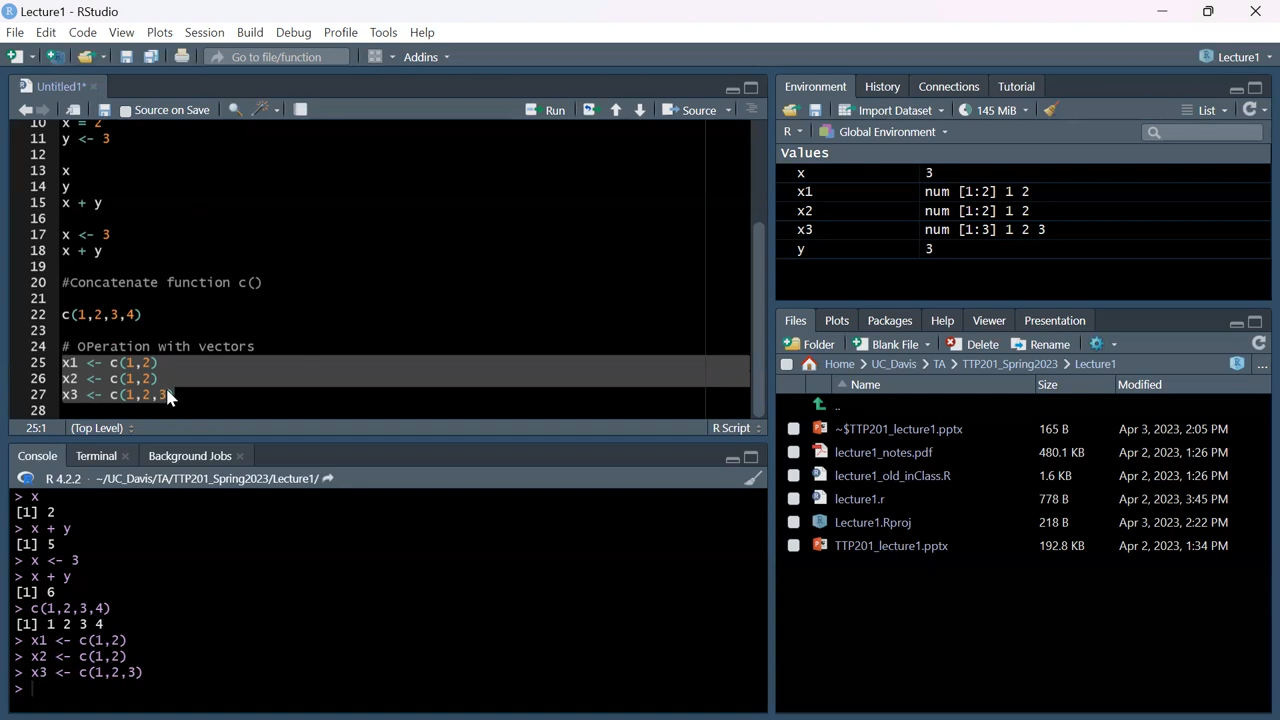 Lecture1 - RStudio
File Edit Code View Plots Session Build Debug Profile Tools Help
Go to file/function Addins Lecture1
Untitled1*
Source on Save Run Source
10 x = 2
11 y <- 3
12
13 x
14 y
15 x + y
16
17 x <- 3
18 x + y
19
20 #Concatenate function c()
21
22 c(1,2,3,4)
23
24 # OPeration with vectors
25 x1 <- c(1,2)
26 x2 <- c(1,2)
27 x3 <- c(1,2,3)
28
25:1 (Top Level) R Script
Console Terminal Background Jobs
R 4.2.2 · ~/UC_Davis/TA/TTP201_Spring2023/Lecture1/
> x
[1] 2
> x + y
[1] 5
> x <- 3
> x + y
[1] 6
> c(1,2,3,4)
[1] 1 2 3 4
> x1 <- c(1,2)
> x2 <- c(1,2)
> x3 <- c(1,2,3)
>
Environment History Connections Tutorial
Import Dataset 145 MiB List
R Global Environment
Values
x 3
x1 num [1:2] 1 2
x2 num [1:2] 1 2
x3 num [1:3] 1 2 3
y 3
Files Plots Packages Help Viewer Presentation
Folder Blank File Delete Rename
Home > UC_Davis > TA > TTP201_Spring2023 > Lecture1 ...
Name Size Modified
..
~$TTP201_lecture1.pptx 165 B Apr 3, 2023, 2:05 PM
lecture1_notes.pdf 480.1 KB Apr 2, 2023, 1:26 PM
lecture1_old_inClass.R 1.6 KB Apr 2, 2023, 1:26 PM
lecture1.r 778 B Apr 2, 2023, 3:45 PM
Lecture1.Rproj 218 B Apr 3, 2023, 2:22 PM
TTP201_lecture1.pptx 192.8 KB Apr 2, 2023, 1:34 PM